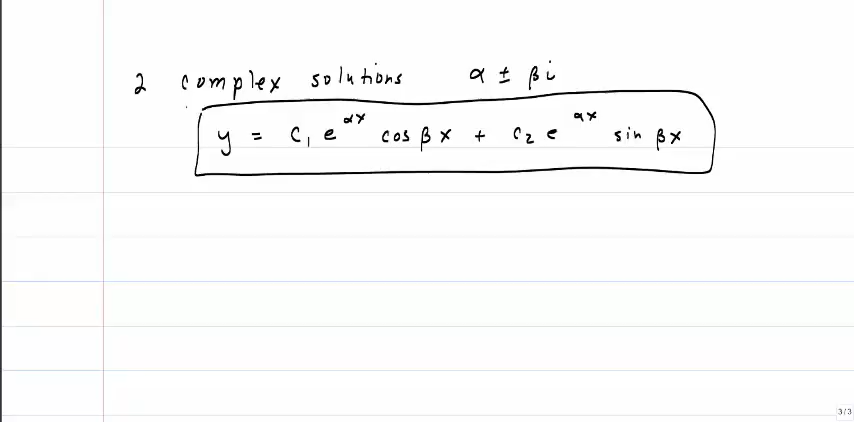 2 complex solutions α ± βi
y = c₁ e^αx cos βx + c₂ e^αx sin βx
3/3